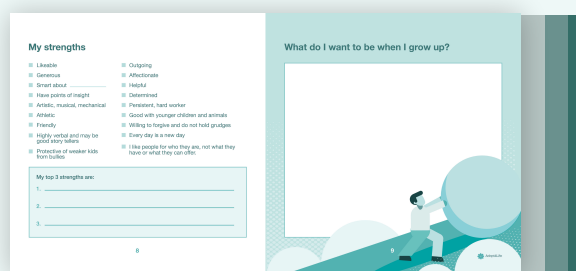 My strengths
Likeable
Generous
Smart about
Have points of insight
Artistic, musical, mechanical
Athletic
Friendly
Highly verbal and may be
good story tellers
Protective of weaker kids
from bullies
Outgoing
Affectionate
Helpful
Determined
Persistent, hard worker
Good with younger children and animals
Willing to forgive and do not hold grudges
Every day is a new day
I like people for who they are, not what they
have or what they can offer.
My top 3 strengths are:
1.
2.
3.
8
What do I want to be when I grow up?
9